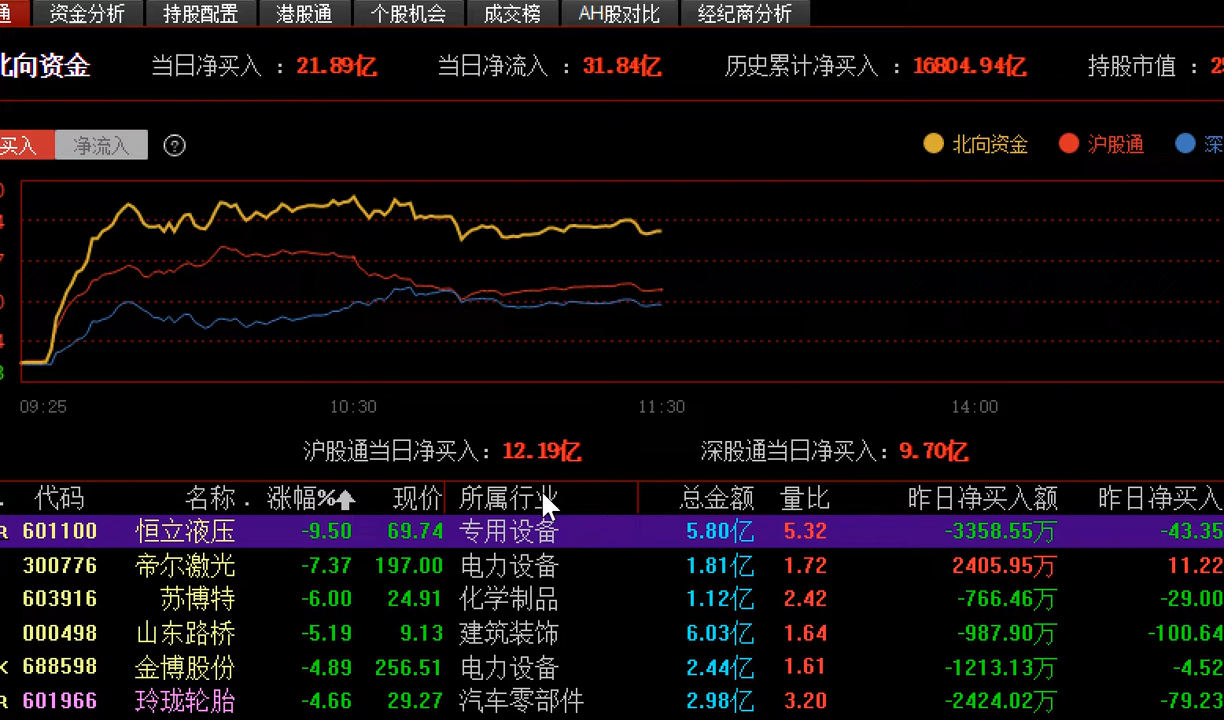 通 资金分析 持股配置 港股通 个股机会 成交榜 AH股对比 经纪商分析
北向资金 当日净买入 : 21.89亿 当日净流入 : 31.84亿 历史累计净买入 : 16804.94亿 持股市值 : 2
买入 净流入 ? 北向资金 沪股通 深
09:25 10:30 11:30 14:00
沪股通当日净买入: 12.19亿 深股通当日净买入: 9.70亿
代码 名称 涨幅% 现价 所属行业 总金额 量比 昨日净买入额 昨日净买入
R 601100 恒立液压 -9.50 69.74 专用设备 5.80亿 5.32 -3358.55万 -43.35
300776 帝尔激光 -7.37 197.00 电力设备 1.81亿 1.72 2405.95万 11.22
603916 苏博特 -6.00 24.91 化学制品 1.12亿 2.42 -766.46万 -29.00
000498 山东路桥 -5.19 9.13 建筑装饰 6.03亿 1.64 -987.90万 -100.64
K 688598 金博股份 -4.89 256.51 电力设备 2.44亿 1.61 -1213.13万 -4.52
R 601966 玲珑轮胎 -4.66 29.27 汽车零部件 2.98亿 3.20 -2424.02万 -79.23